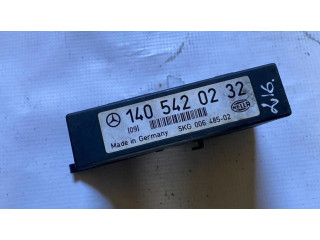 140 542 02 32
(09)
HELLA
5KG 006 485-02
Made in Germany
216.